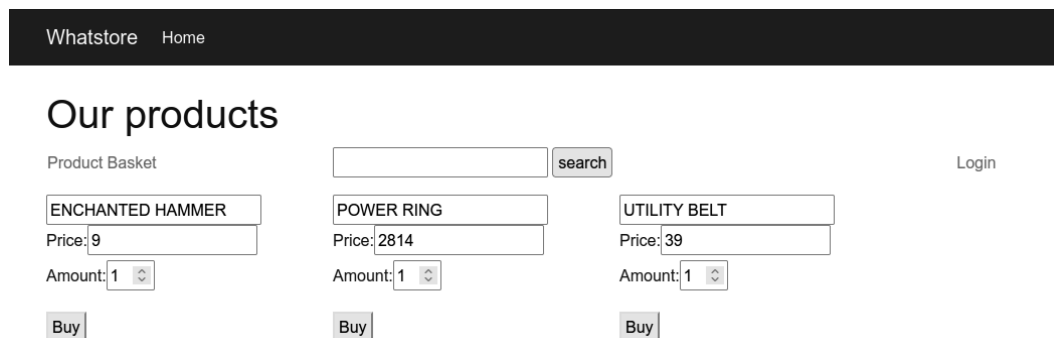 Whatstore Home
Our products
Product Basket search Login
ENCHANTED HAMMER POWER RING UTILITY BELT
Price: 9 Price: 2814 Price: 39
Amount: 1 Amount: 1 Amount: 1
Buy Buy Buy